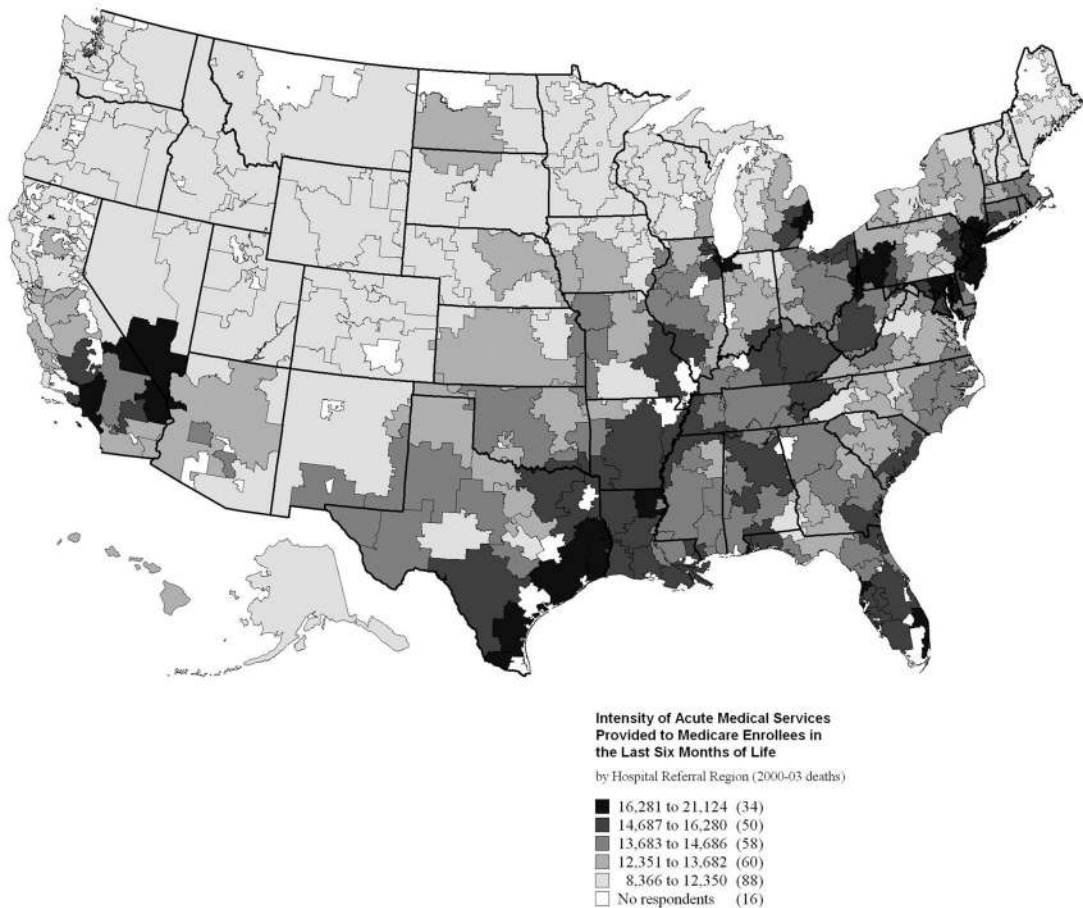 Intensity of Acute Medical Services
Provided to Medicare Enrollees in
the Last Six Months of Life
by Hospital Referral Region (2000-03 deaths)
16,281 to 21,124 (34)
14,687 to 16,280 (50)
13,683 to 14,686 (58)
12,351 to 13,682 (60)
8,366 to 12,350 (88)
No respondents (16)